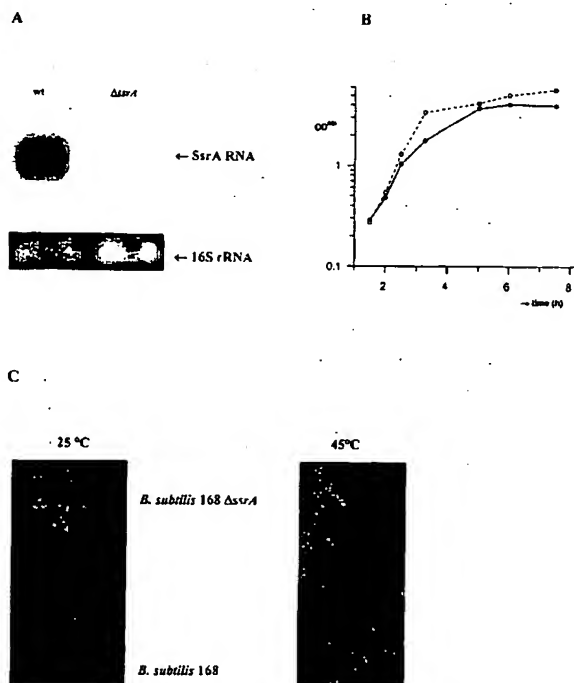 A
B
wt
ΔssrA
← SsrA RNA
← 16S rRNA
1
0.1
2
4
6
8
→ time (h)
C
25 °C
45°C
B. subtilis 168 ΔssrA
B. subtilis 168